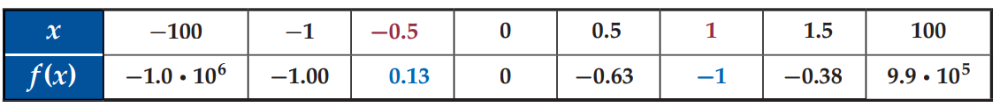 x −100 −1 −0.5 0 0.5 1 1.5 100
f(x) −1.0 • 10⁶ −1.00 0.13 0 −0.63 −1 −0.38 9.9 • 10⁵